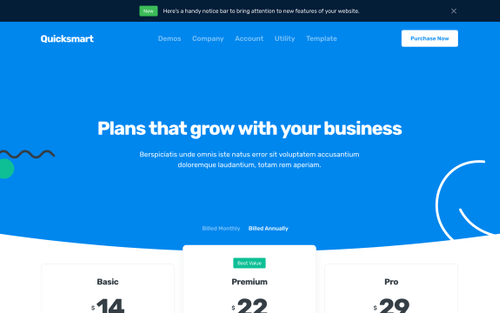 New Here's a handy notice bar to bring attention to new features of your website.
Quicksmart Demos Company Account Utility Template Purchase Now
Plans that grow with your business
Berspiciatis unde omnis iste natus error sit voluptatem accusantium
doloremque laudantium, totam rem aperiam.
Billed Monthly Billed Annually
Best Value
Basic Premium Pro
$14 $22 $29